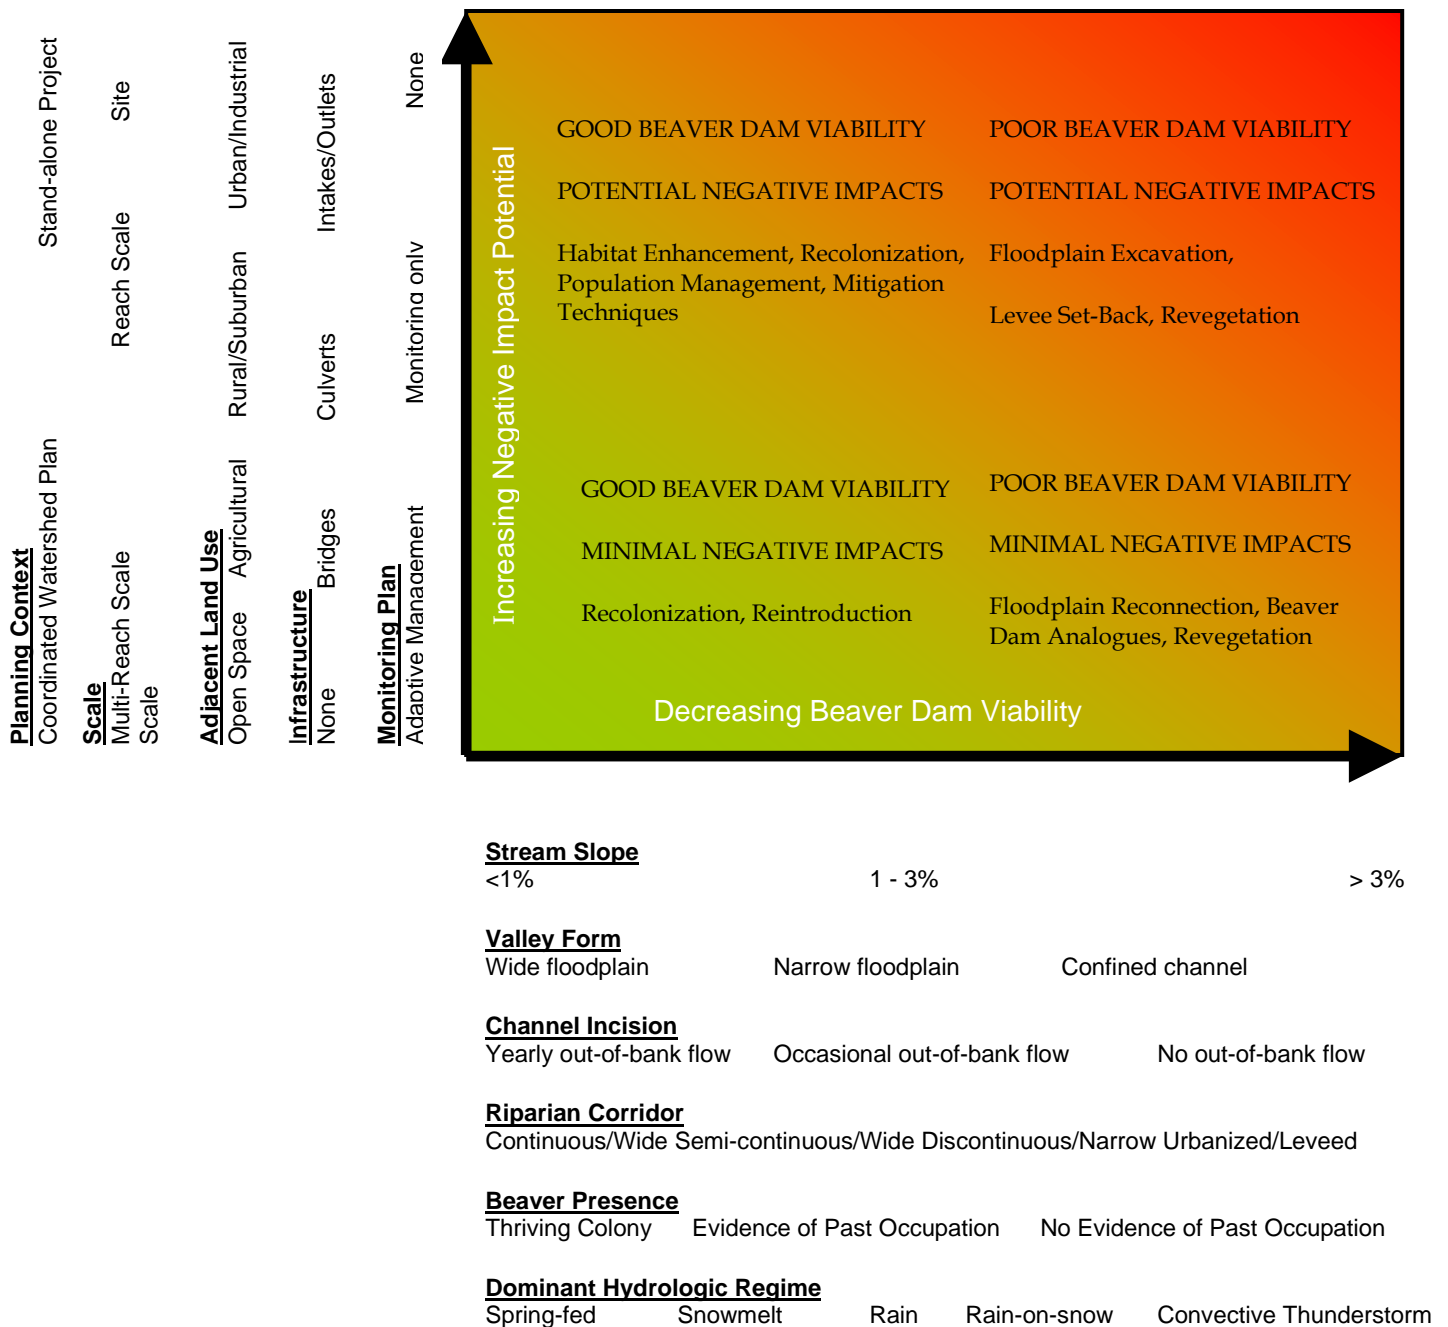 Planning Context
Coordinated Watershed Plan Stand-alone Project
Scale
Multi-Reach Scale Reach Scale Site
Scale
Adjacent Land Use
Open Space Agricultural Rural/Suburban Urban/Industrial
Infrastructure
None Bridges Culverts Intakes/Outlets
Monitoring Plan
Adaptive Management Monitoring only None
Increasing Negative Impact Potential
GOOD BEAVER DAM VIABILITY
POTENTIAL NEGATIVE IMPACTS
Habitat Enhancement, Recolonization,
Population Management, Mitigation
Techniques
POOR BEAVER DAM VIABILITY
POTENTIAL NEGATIVE IMPACTS
Floodplain Excavation,
Levee Set-Back, Revegetation
GOOD BEAVER DAM VIABILITY
MINIMAL NEGATIVE IMPACTS
Recolonization, Reintroduction
POOR BEAVER DAM VIABILITY
MINIMAL NEGATIVE IMPACTS
Floodplain Reconnection, Beaver
Dam Analogues, Revegetation
Decreasing Beaver Dam Viability
Stream Slope
<1% 1 - 3% > 3%
Valley Form
Wide floodplain Narrow floodplain Confined channel
Channel Incision
Yearly out-of-bank flow Occasional out-of-bank flow No out-of-bank flow
Riparian Corridor
Continuous/Wide Semi-continuous/Wide Discontinuous/Narrow Urbanized/Leveed
Beaver Presence
Thriving Colony Evidence of Past Occupation No Evidence of Past Occupation
Dominant Hydrologic Regime
Spring-fed Snowmelt Rain Rain-on-snow Convective Thunderstorm